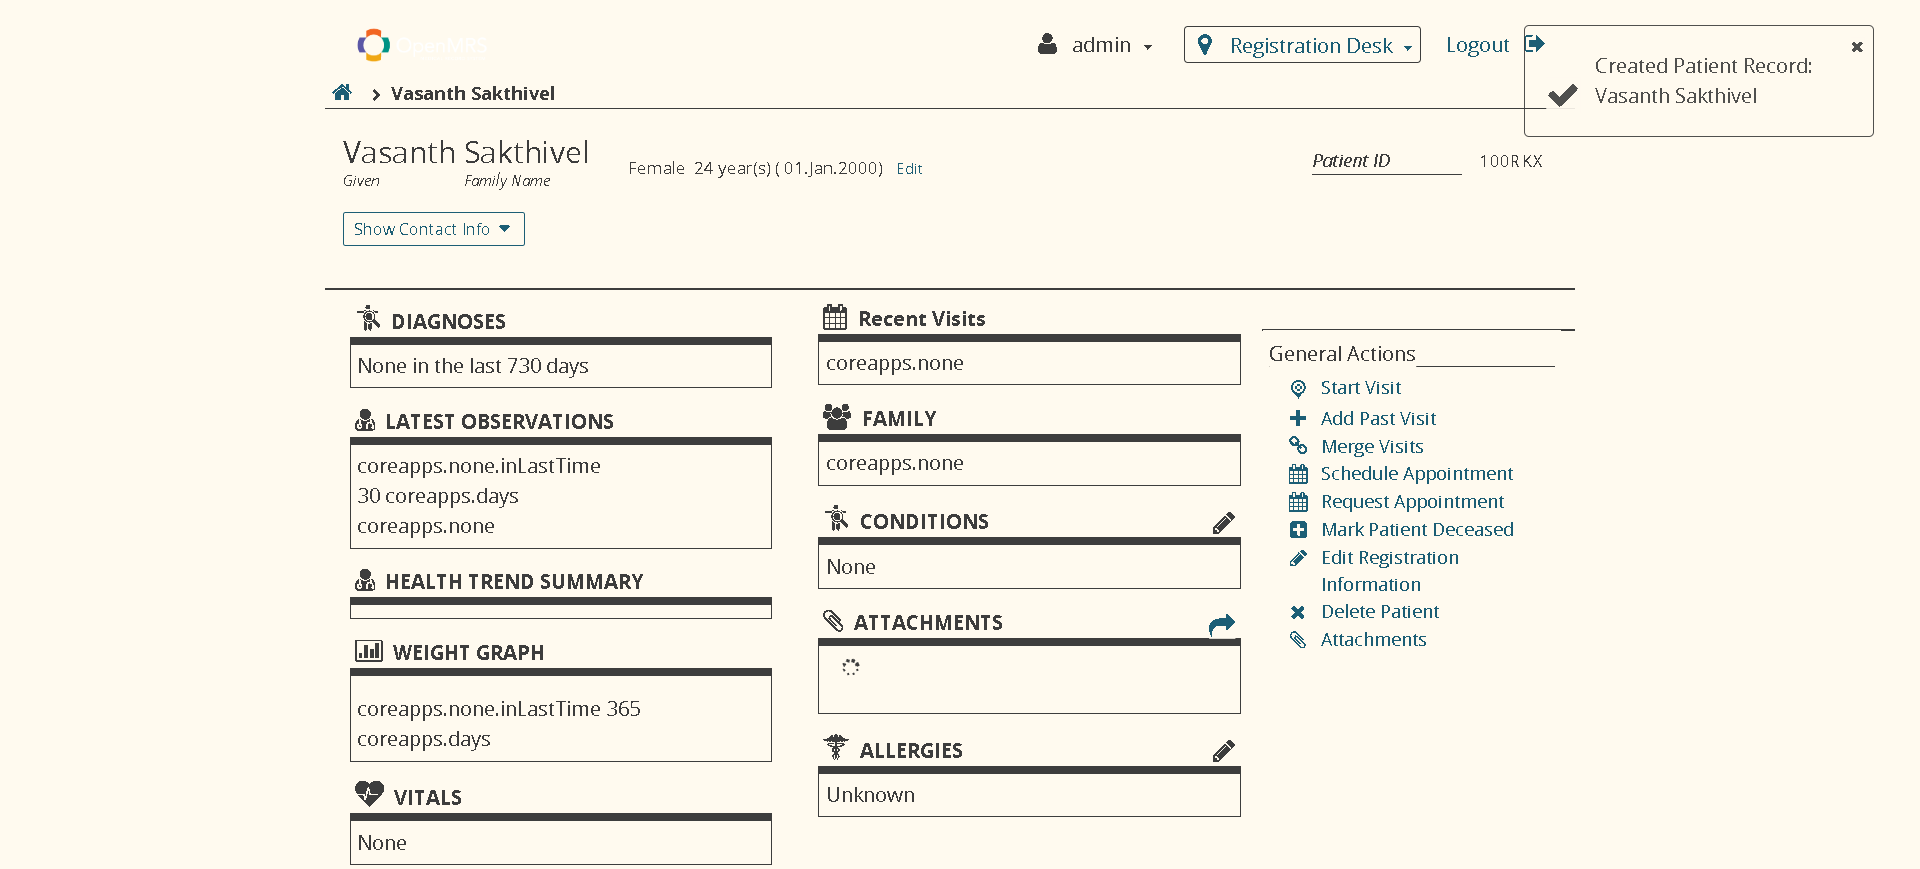 OpenMRS
admin
Registration Desk
Logout
Created Patient Record:
Vasanth Sakthivel
Vasanth Sakthivel
Vasanth Sakthivel
Given
Family Name
Female 24 year(s) ( 01.Jan.2000) Edit
Patient ID 100RKX
Show Contact Info
DIAGNOSES
None in the last 730 days
LATEST OBSERVATIONS
coreapps.none.inLastTime
30 coreapps.days
coreapps.none
HEALTH TREND SUMMARY
WEIGHT GRAPH
coreapps.none.inLastTime 365
coreapps.days
VITALS
None
Recent Visits
coreapps.none
FAMILY
coreapps.none
CONDITIONS
None
ATTACHMENTS
ALLERGIES
Unknown
General Actions
Start Visit
Add Past Visit
Merge Visits
Schedule Appointment
Request Appointment
Mark Patient Deceased
Edit Registration
Information
Delete Patient
Attachments